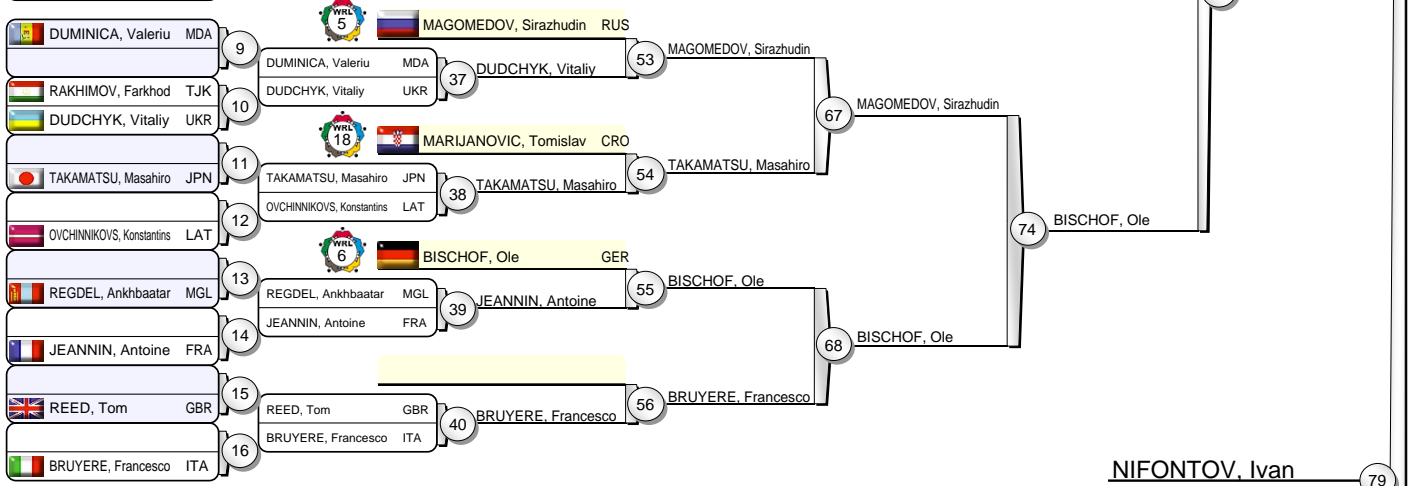 DUMINICA, Valeriu MDA
9
RAKHIMOV, Farkhod TJK
DUDCHYK, Vitaliy UKR
10
11
TAKAMATSU, Masahiro JPN
12
OVCHINNIKOVS, Konstantins LAT
13
REGDEL, Ankhbaatar MGL
14
JEANNIN, Antoine FRA
15
REED, Tom GBR
16
BRUYERE, Francesco ITA
WRL
5
MAGOMEDOV, Sirazhudin RUS
DUMINICA, Valeriu MDA
DUDCHYK, Vitaliy UKR
37
DUDCHYK, Vitaliy
53
MAGOMEDOV, Sirazhudin
WRL
18
MARIJANOVIC, Tomislav CRO
TAKAMATSU, Masahiro JPN
OVCHINNIKOVS, Konstantins LAT
38
TAKAMATSU, Masahiro
54
TAKAMATSU, Masahiro
67
MAGOMEDOV, Sirazhudin
WRL
6
BISCHOF, Ole GER
REGDEL, Ankhbaatar MGL
JEANNIN, Antoine FRA
39
JEANNIN, Antoine
55
BISCHOF, Ole
REED, Tom GBR
BRUYERE, Francesco ITA
40
BRUYERE, Francesco
56
BRUYERE, Francesco
68
BISCHOF, Ole
74
BISCHOF, Ole
NIFONTOV, Ivan
79